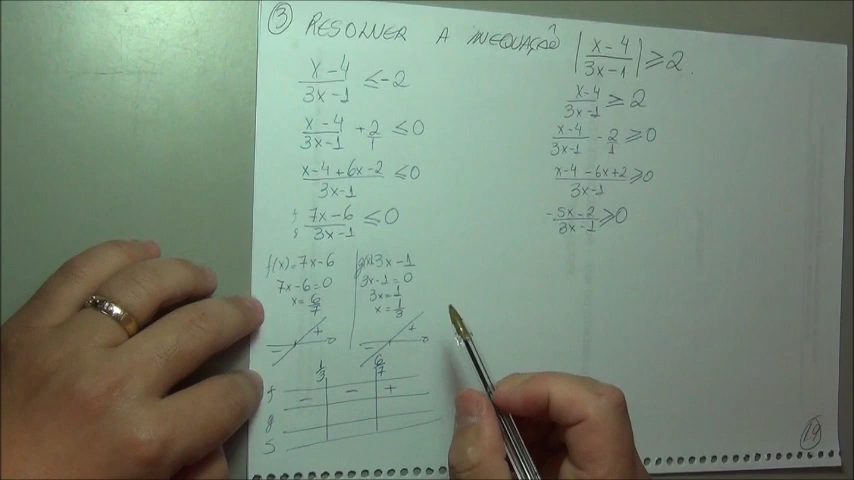 ③ RESOLVER A INEQUAÇÃO |x-4/3x-1| ≥ 2.
x-4/3x-1 ≤ -2
x-4/3x-1 + 2/1 ≤ 0
x-4+6x-2/3x-1 ≤ 0
f 7x-6/3x-1 ≤ 0
g
f(x)=7x-6
7x-6=0
x=6/7
- +
g(x)=3x-1
3x-1=0
3x=1
x=1/3
- +
1/3 6/7
f - - +
g
S
x-4/3x-1 ≥ 2
x-4/3x-1 - 2/1 ≥ 0
x-4-6x+2/3x-1 ≥ 0
-5x-2/3x-1 ≥ 0
19